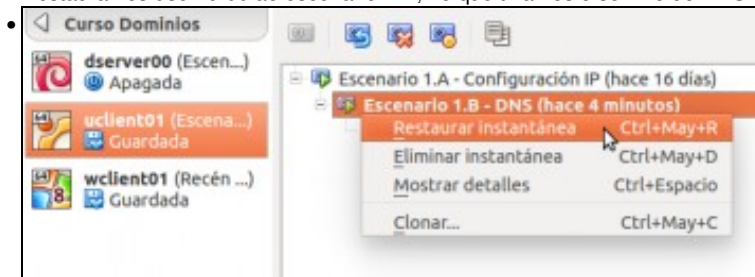 Curso Dominios
dserver00 (Escen...)
Apagada
uclient01 (Escena...)
Guardada
wclient01 (Recén ...)
Guardada
Escenario 1.A - Configuración IP (hace 16 días)
Escenario 1.B - DNS (hace 4 minutos)
Restaurar instantánea Ctrl+May+R
Eliminar instantánea Ctrl+May+D
Mostrar detalles Ctrl+Espacio
Clonar... Ctrl+May+C